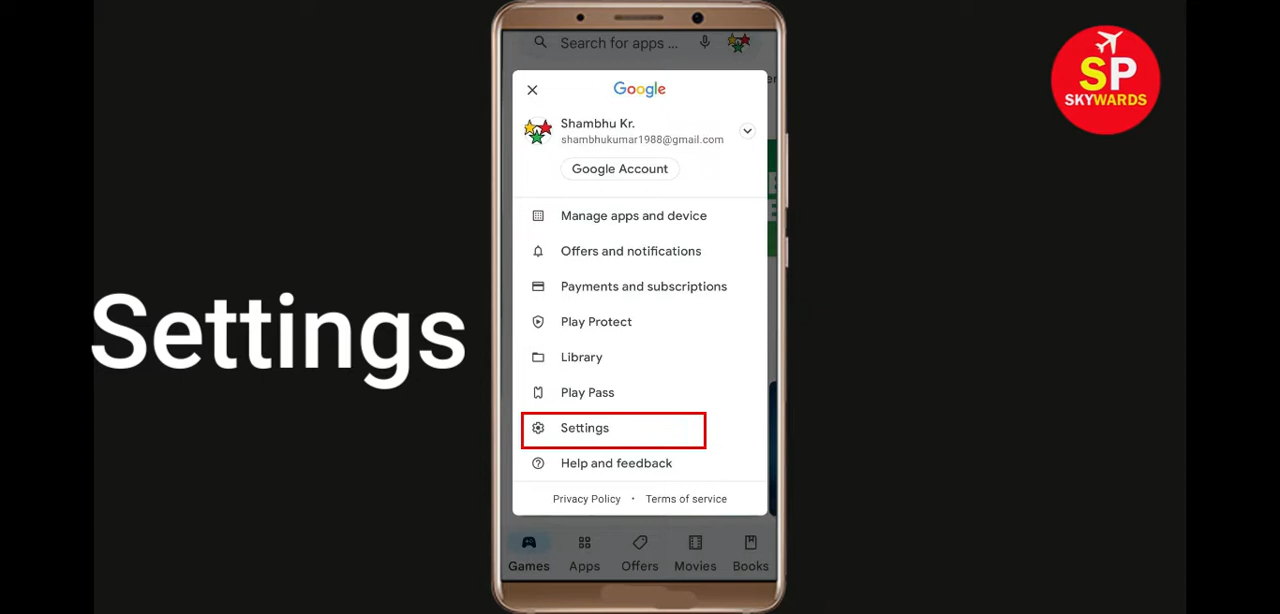 Search for apps ...
Google
Shambhu Kr.
shambhukumar1988@gmail.com
Google Account
Manage apps and device
Offers and notifications
Payments and subscriptions
Play Protect
Library
Play Pass
Settings
Help and feedback
Privacy Policy • Terms of service
Games Apps Offers Movies Books
Settings
SP
SKYWARDS